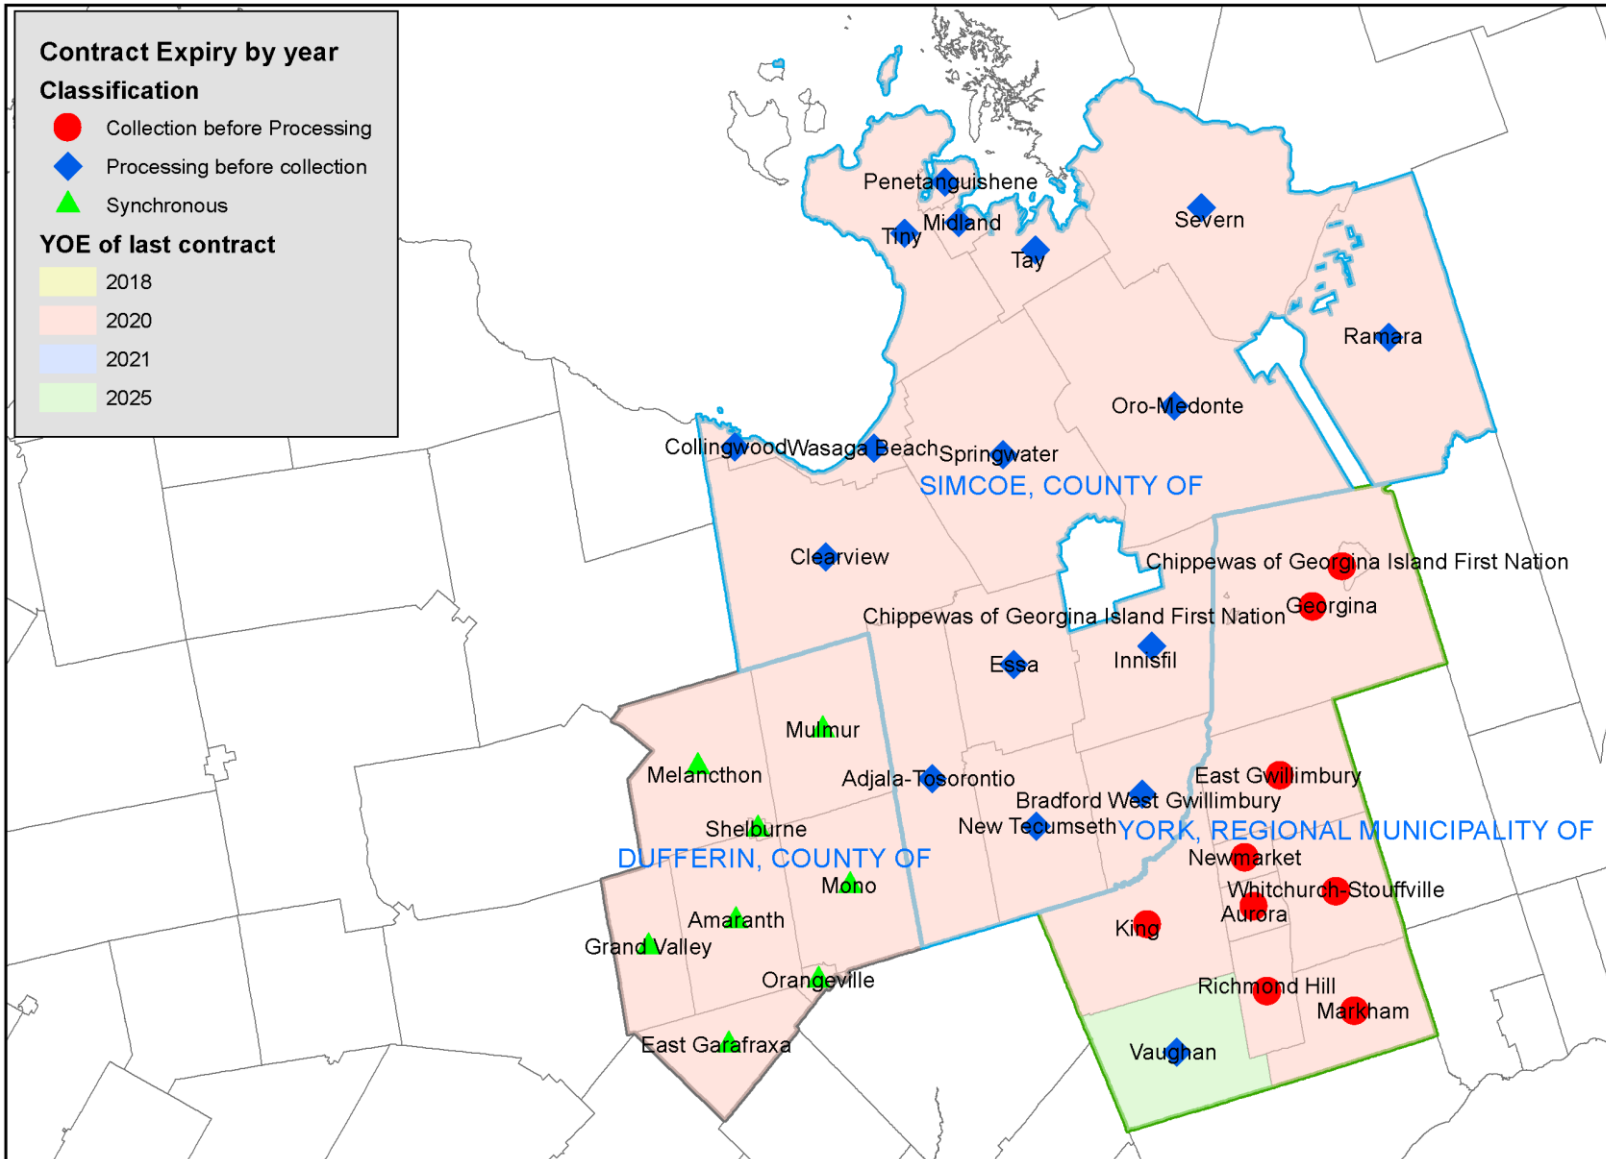 Contract Expiry by year
Classification
Collection before Processing
Processing before collection
Synchronous
YOE of last contract
2018
2020
2021
2025
Penetanguishene
Midland
Tiny
Tay
Severn
Ramara
Oro-Medonte
Collingwood
Wasaga Beach
Springwater
SIMCOE, COUNTY OF
Clearview
Chippewas of Georgina Island First Nation
Georgina
Chippewas of Georgina Island First Nation
Essa
Innisfil
Mulmur
Melancthon
Adjala-Tosorontio
East Gwillimbury
Bradford West Gwillimbury
New Tecumseth
YORK, REGIONAL MUNICIPALITY OF
Shelburne
DUFFERIN, COUNTY OF
Newmarket
Mono
Whitchurch-Stouffville
Aurora
Amaranth
King
Grand Valley
Orangeville
Richmond Hill
Markham
East Garafraxa
Vaughan